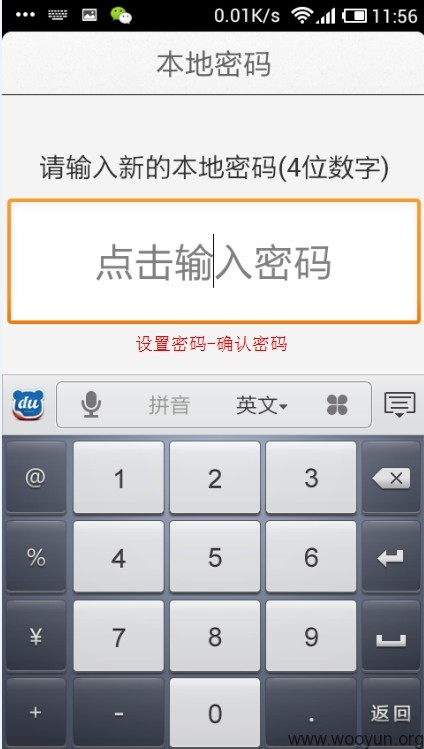 0.01K/s 11:56
本地密码
请输入新的本地密码(4位数字)
点击输入密码
设置密码-确认密码
du 拼音 英文
@ 1 2 3
% 4 5 6
¥ 7 8 9
+ - 0 . 返回
www.wooyun.org